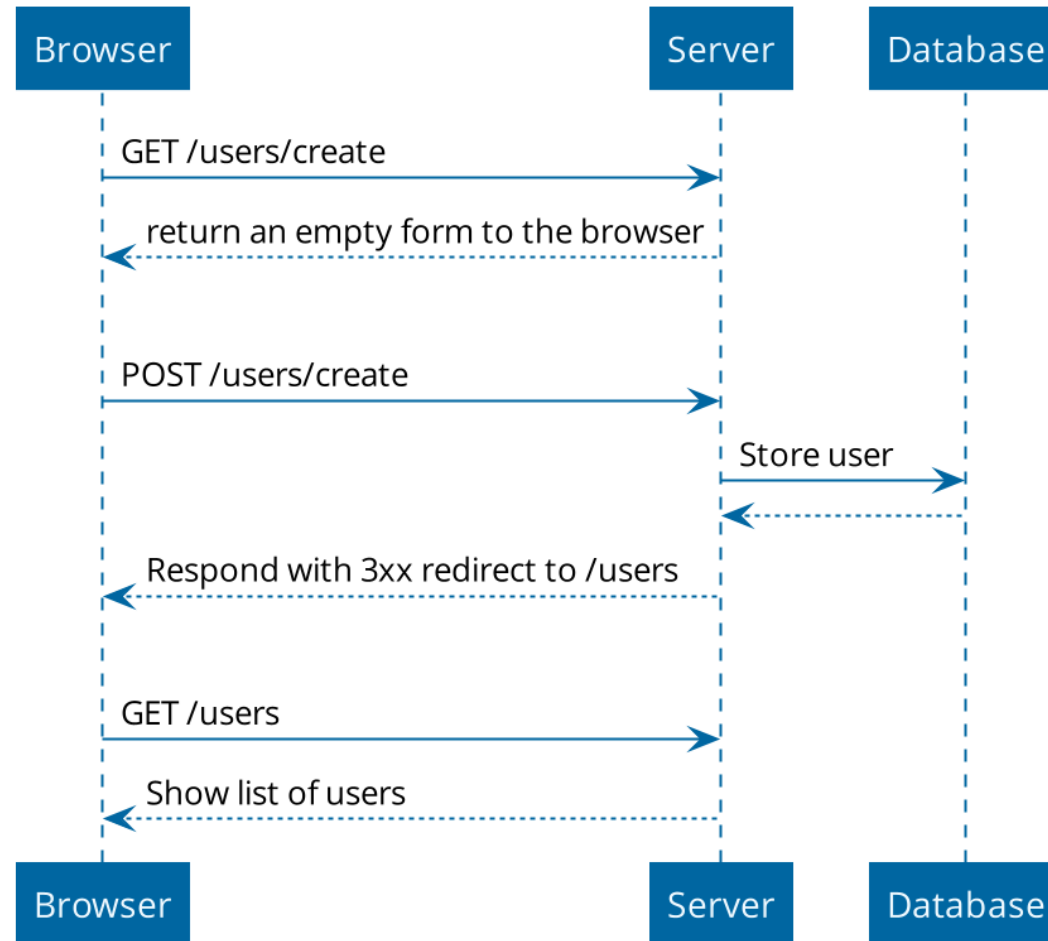 Browser
Server
Database
GET /users/create
return an empty form to the browser
POST /users/create
Store user
Respond with 3xx redirect to /users
GET /users
Show list of users
Browser
Server
Database